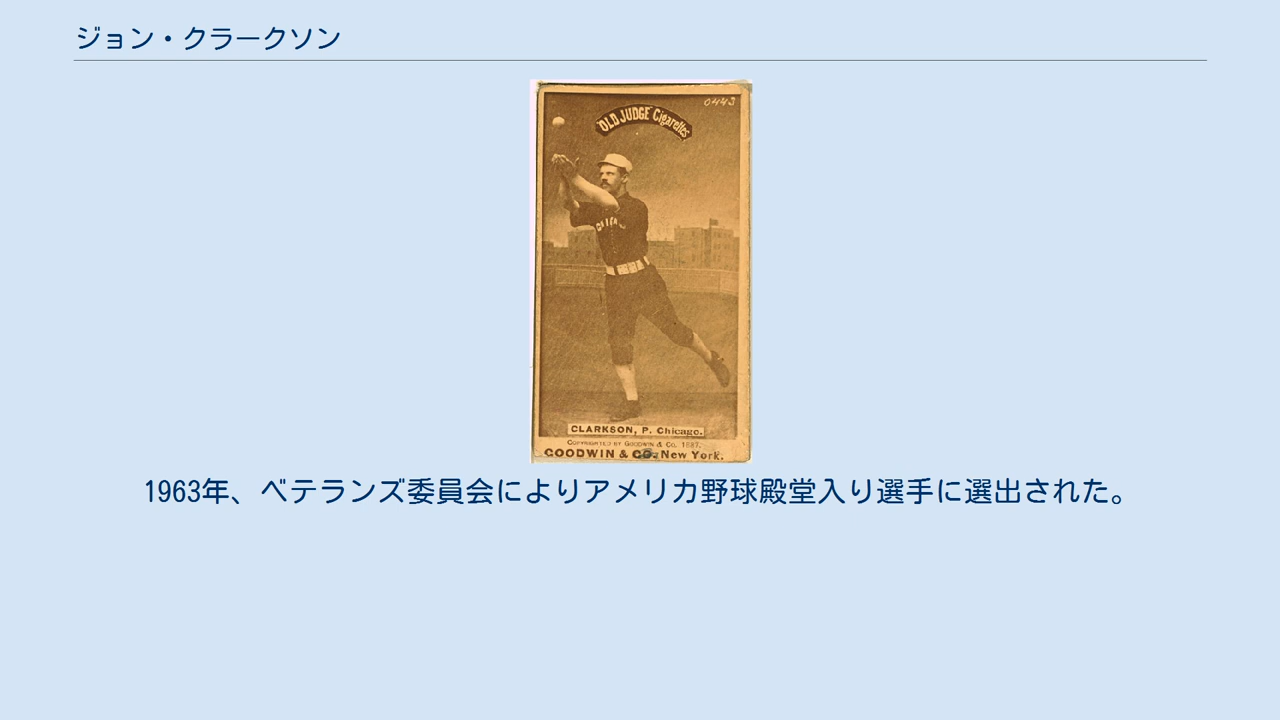 ジョン・クラークソン
0443
"OLD JUDGE" Cigarettes
CLARKSON, P. Chicago.
COPYRIGHTED BY GOODWIN & CO. 1887.
GOODWIN & CO. New York.
1963年、ベテランズ委員会によりアメリカ野球殿堂入り選手に選出された。